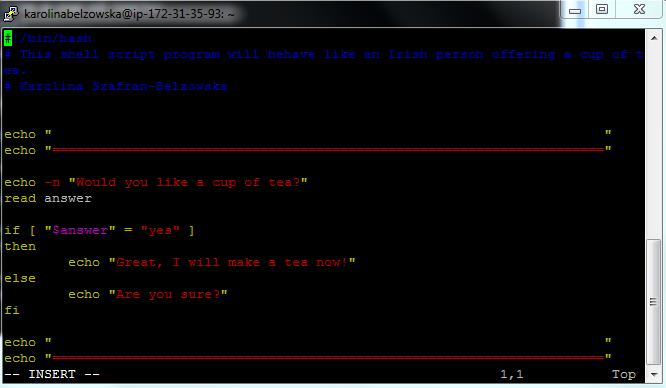 karolinabelzowska@ip-172-31-35-93: ~
#!/bin/bash
# This shell script program will behave like an Irish person offering a cup of t
ea.
# Karolina Szafran-Belzowska
echo "                                                                     "
echo "====================================================================="
echo -n "Would you like a cup of tea?"
read answer
if [ "$answer" = "yes" ]
then
        echo "Great, I will make a tea now!"
else
        echo "Are you sure?"
fi
echo "                                                                     "
echo "====================================================================="
-- INSERT --                                                  1,1           Top